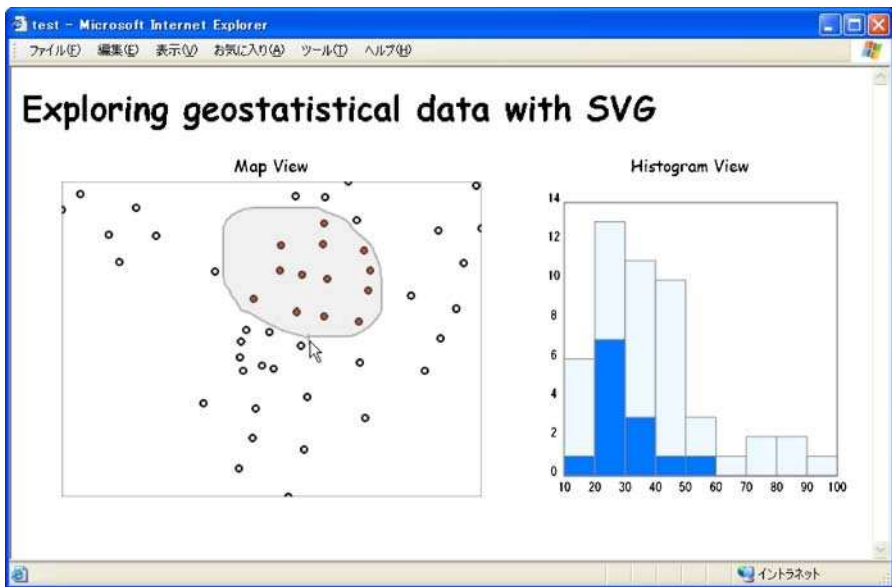 test - Microsoft Internet Explorer
ファイル(F) 編集(E) 表示(V) お気に入り(A) ツール(T) ヘルプ(H)
Exploring geostatistical data with SVG
Map View
Histogram View
14
12
10
8
6
4
2
0
10 20 30 40 50 60 70 80 90 100
イントラネット